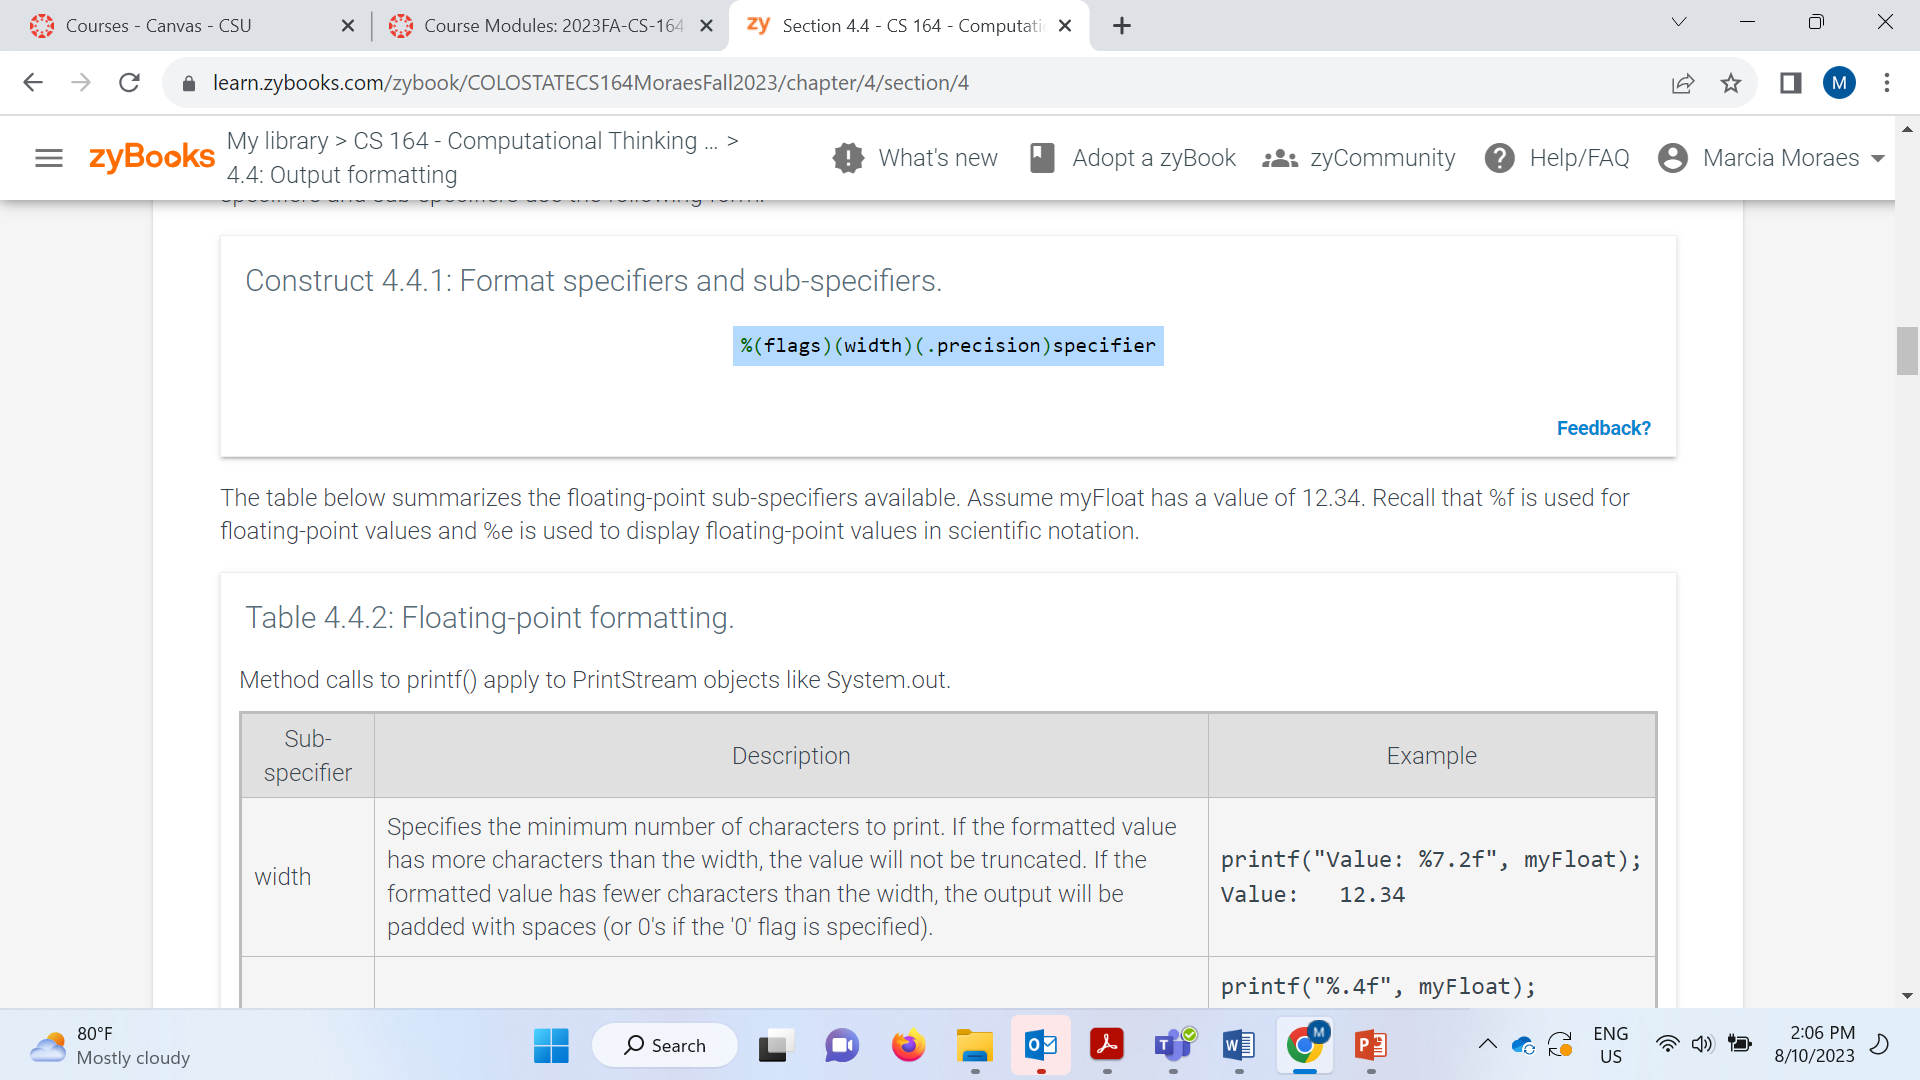 Courses - Canvas - CSU
Course Modules: 2023FA-CS-164
zy Section 4.4 - CS 164 - Computati
learn.zybooks.com/zybook/COLOSTATECS164MoraesFall2023/chapter/4/section/4
M
zyBooks
My library > CS 164 - Computational Thinking ... >
4.4: Output formatting
What's new
Adopt a zyBook
zyCommunity
Help/FAQ
Marcia Moraes
specifiers and sub-specifiers use the following form:
Construct 4.4.1: Format specifiers and sub-specifiers.
%(flags)(width)(.precision)specifier
Feedback?
The table below summarizes the floating-point sub-specifiers available. Assume myFloat has a value of 12.34. Recall that %f is used for
floating-point values and %e is used to display floating-point values in scientific notation.
Table 4.4.2: Floating-point formatting.
Method calls to printf() apply to PrintStream objects like System.out.
Sub-
specifier
Description
Example
width
Specifies the minimum number of characters to print. If the formatted value
has more characters than the width, the value will not be truncated. If the
formatted value has fewer characters than the width, the output will be
padded with spaces (or 0's if the '0' flag is specified).
printf("Value: %7.2f", myFloat);
Value:   12.34
printf("%.4f", myFloat);
80°F
Mostly cloudy
Search
M
ENG
US
2:06 PM
8/10/2023